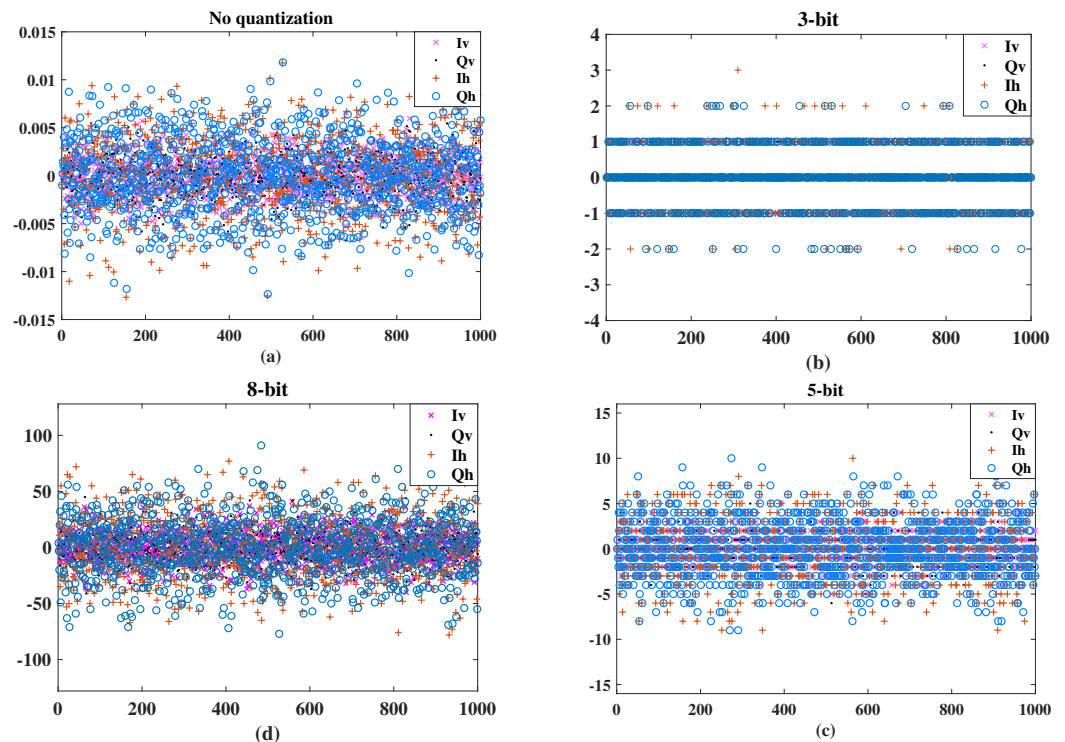 No quantization
0.015
0.01
0.005
0
-0.005
-0.01
-0.015
0 200 400 600 800 1000
Iv
Qv
Ih
Qh
(a)
3-bit
4
3
2
1
0
-1
-2
-3
-4
0 200 400 600 800 1000
Iv
Qv
Ih
Qh
(b)
8-bit
100
50
0
-50
-100
0 200 400 600 800 1000
Iv
Qv
Ih
Qh
(d)
5-bit
15
10
5
0
-5
-10
-15
0 200 400 600 800 1000
Iv
Qv
Ih
Qh
(c)